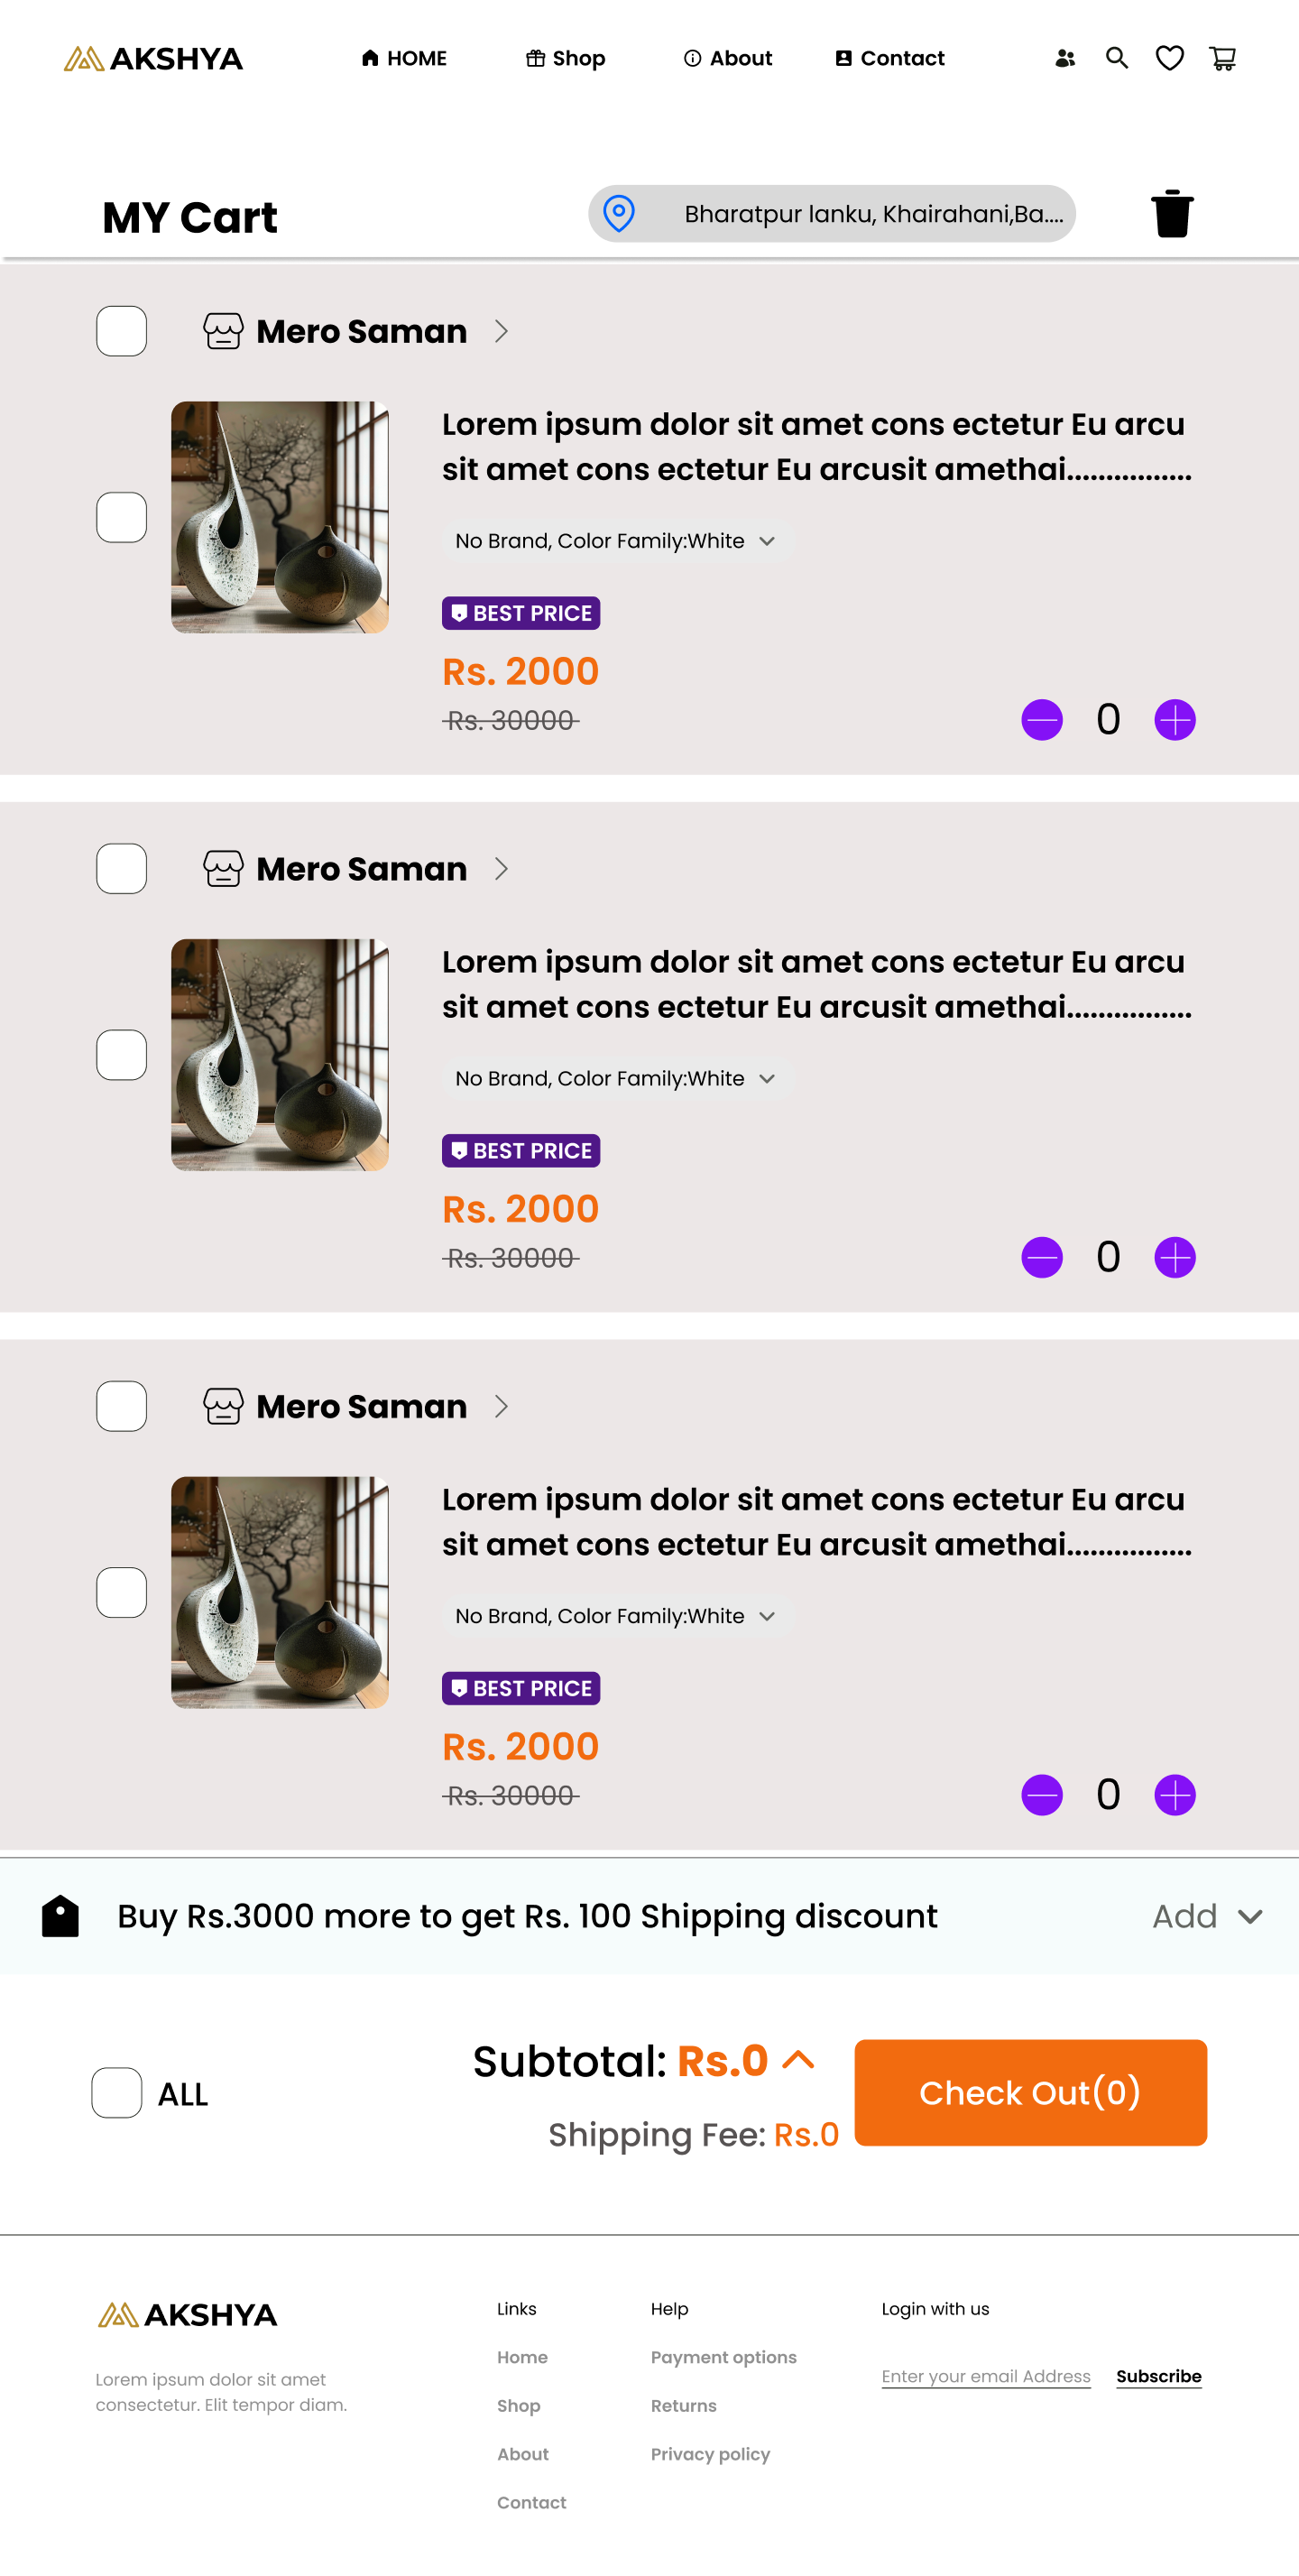 AKSHYA
HOME
Shop
About
Contact
MY Cart
Bharatpur lanku, Khairahani,Ba....
Mero Saman
Lorem ipsum dolor sit amet cons ectetur Eu arcu
sit amet cons ectetur Eu arcusit amethai................
No Brand, Color Family:White
BEST PRICE
Rs. 2000
Rs. 30000
0
Mero Saman
Lorem ipsum dolor sit amet cons ectetur Eu arcu
sit amet cons ectetur Eu arcusit amethai................
No Brand, Color Family:White
BEST PRICE
Rs. 2000
Rs. 30000
0
Mero Saman
Lorem ipsum dolor sit amet cons ectetur Eu arcu
sit amet cons ectetur Eu arcusit amethai................
No Brand, Color Family:White
BEST PRICE
Rs. 2000
Rs. 30000
0
Buy Rs.3000 more to get Rs. 100 Shipping discount
Add
ALL
Subtotal: Rs.0
Shipping Fee: Rs.0
Check Out(0)
AKSHYA
Lorem ipsum dolor sit amet
consectetur. Elit tempor diam.
Links
Home
Shop
About
Contact
Help
Payment options
Returns
Privacy policy
Login with us
Enter your email Address
Subscribe